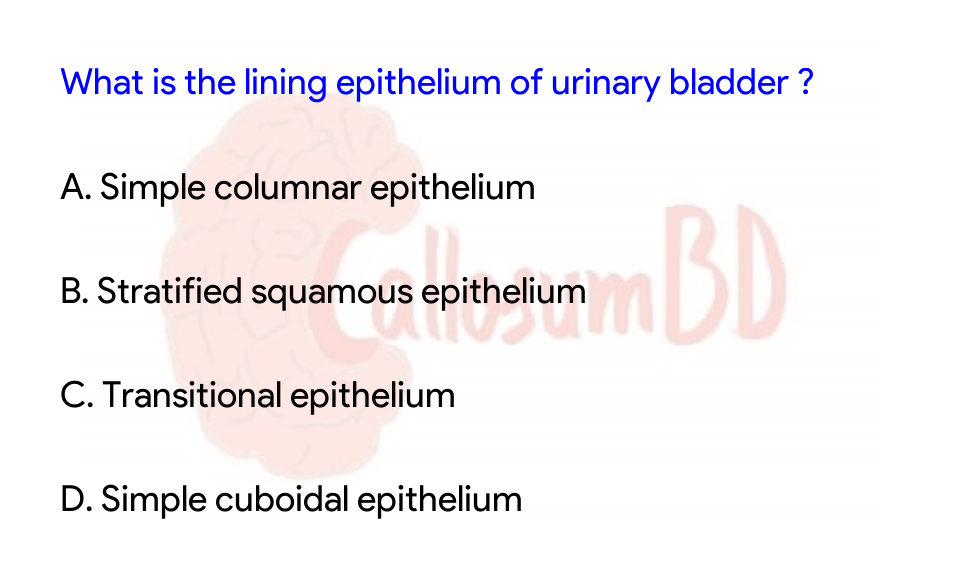 What is the lining epithelium of urinary bladder ?
A. Simple columnar epithelium
CallosumBD
B. Stratified squamous epithelium
C. Transitional epithelium
D. Simple cuboidal epithelium